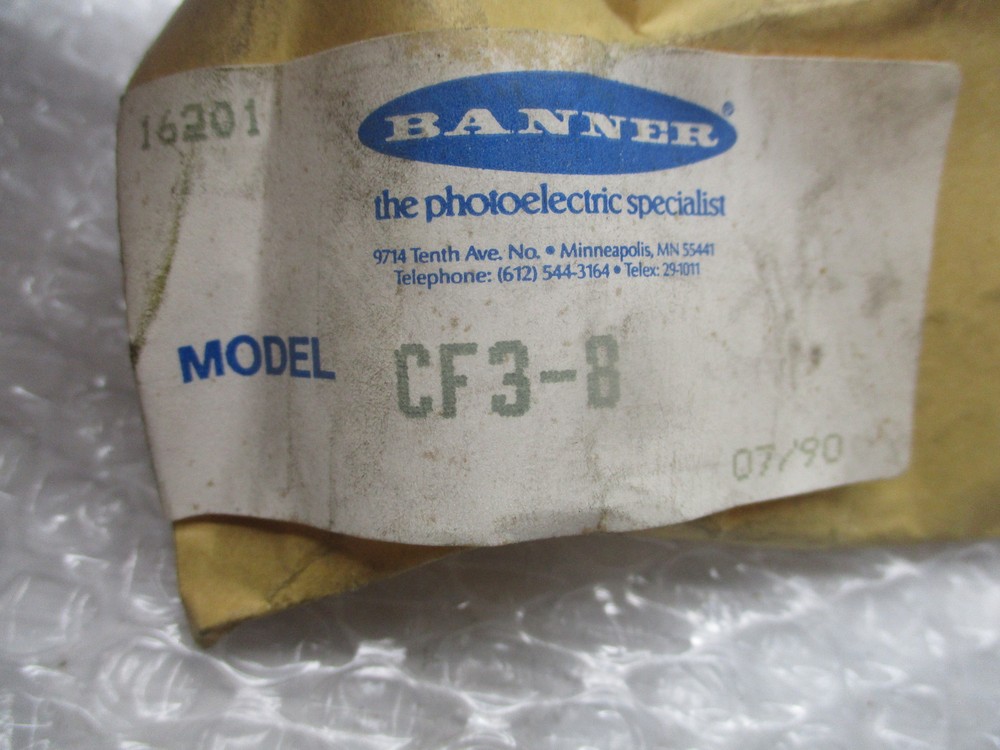 16201
BANNER®
the photoelectric specialist
9714 Tenth Ave. No. • Minneapolis, MN 55441
Telephone: (612) 544-3164 • Telex: 29-1011
MODEL CF3-8
07/90